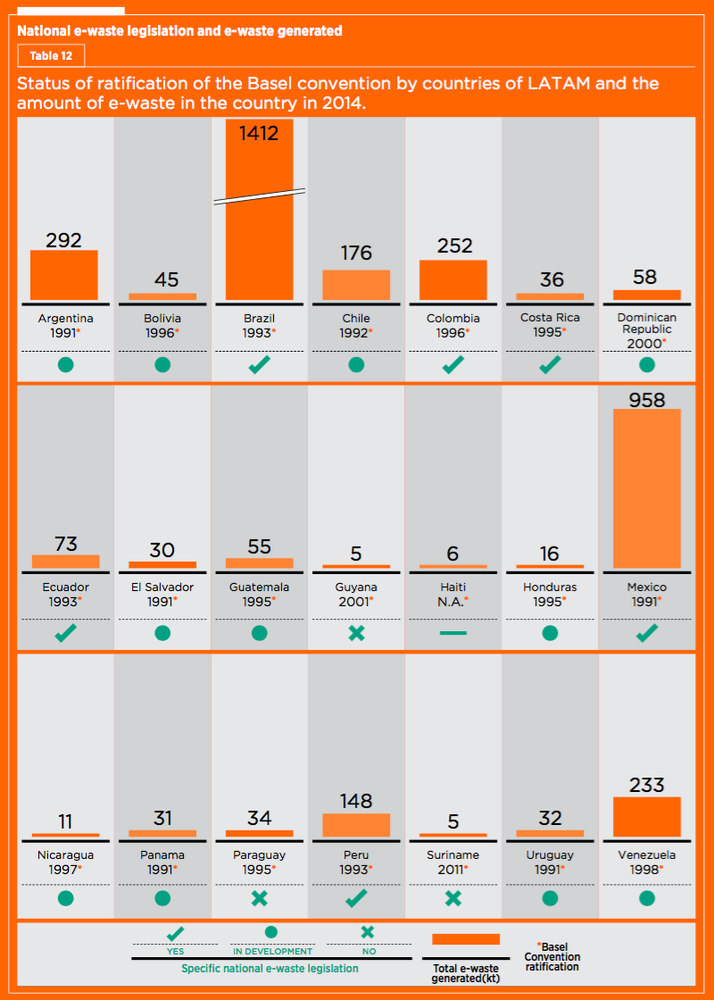 National e-waste legislation and e-waste generated
Table 12
Status of ratification of the Basel convention by countries of LATAM and the
amount of e-waste in the country in 2014.
292
45
1412
176
252
36
58
Argentina
1991*
Bolivia
1996*
Brazil
1993*
Chile
1992*
Colombia
1996*
Costa Rica
1995*
Dominican
Republic
2000*
73
30
55
5
6
16
958
Ecuador
1993*
El Salvador
1991*
Guatemala
1995*
Guyana
2001*
Haiti
N.A.*
Honduras
1995*
Mexico
1991*
11
31
34
148
5
32
233
Nicaragua
1997*
Panama
1991*
Paraguay
1995*
Peru
1993*
Suriname
2011*
Uruguay
1991*
Venezuela
1998*
YES
IN DEVELOPMENT
NO
Specific national e-waste legislation
Total e-waste
generated(kt)
*Basel
Convention
ratification